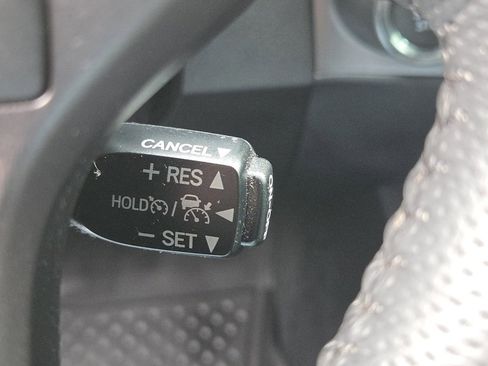 CANCEL ▼
+ RES ▲
HOLD / ◀
− SET ▼